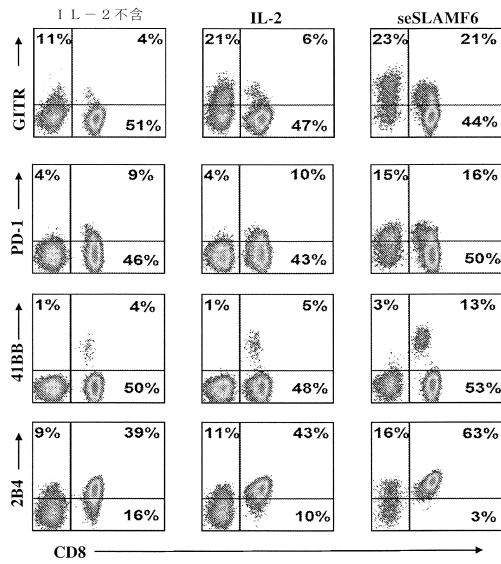 ＩＬ－２不含 IL-2 seSLAMF6
11% 4% 21% 6% 23% 21%
GITR
51% 47% 44%
4% 9% 4% 10% 15% 16%
PD-1
46% 43% 50%
1% 4% 1% 5% 3% 13%
41BB
50% 48% 53%
9% 39% 11% 43% 16% 63%
2B4
16% 10% 3%
CD8